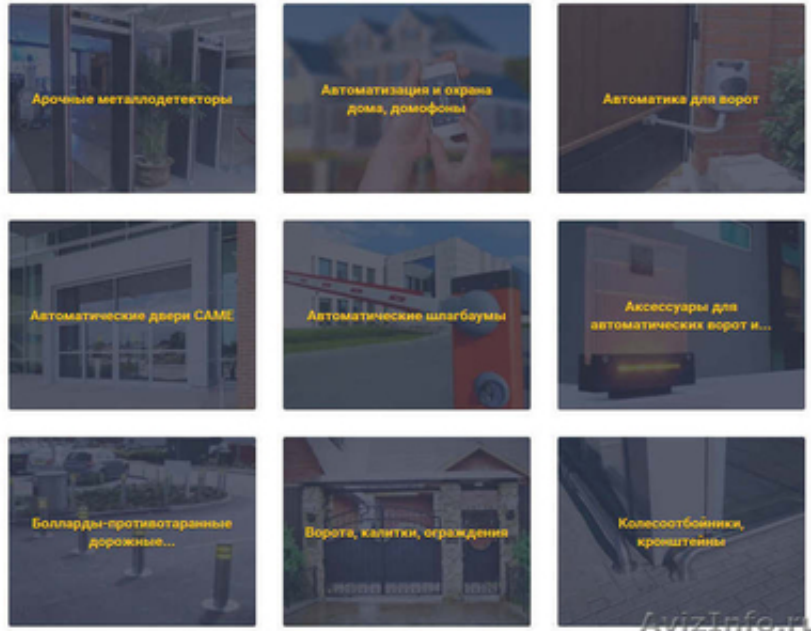 Арочные металлодетекторы
Автоматизация и охрана
дома, домофоны
Автоматика для ворот
Автоматические двери CAME
Автоматические шлагбаумы
Аксессуары для
автоматических ворот и...
Болларды-противотаранные
дорожные...
Ворота, калитки, ограждения
Колесоотбойники,
кронштейны